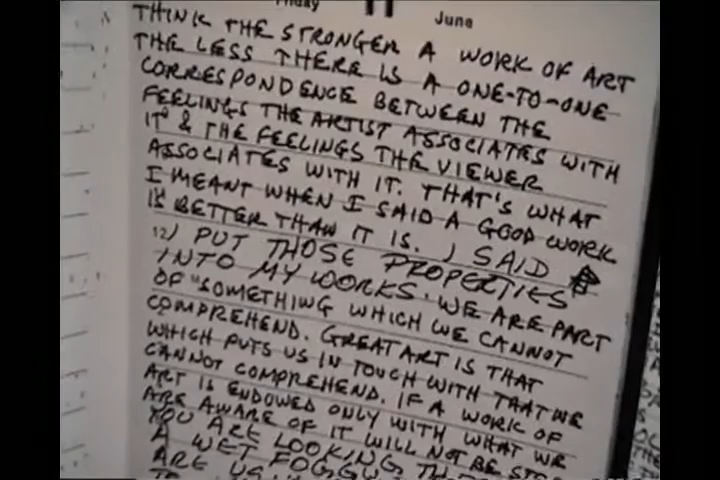 Friday 11 June
THINK THE STRONGER A WORK OF ART
THE LESS THERE IS A ONE-TO-ONE
CORRESPONDENCE BETWEEN THE
FEELINGS THE ARTIST ASSOCIATES WITH
IT & THE FEELINGS THE VIEWER
ASSOCIATES WITH IT. THAT'S WHAT
I MEANT WHEN I SAID A GOOD WORK
IS BETTER THAN IT IS. I SAID
12) PUT THOSE PROPERTIES
INTO MY WORKS. WE ARE PART
OF "SOMETHING WHICH WE CANNOT
COMPREHEND. GREAT ART IS THAT
WHICH PUTS US IN TOUCH WITH THAT WE
CANNOT COMPREHEND. IF A WORK OF
ART IS ENDOWED ONLY WITH WHAT WE
ARE AWARE OF IT WILL NOT BE
YOU ARE LOOKING
A WET FOGGY
ARE